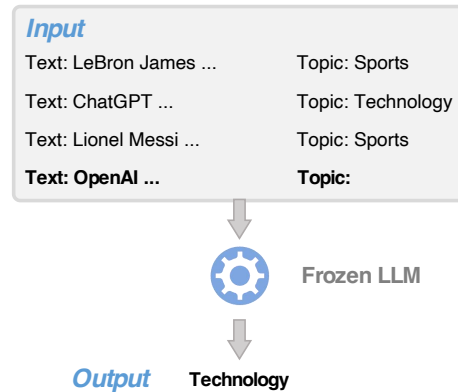 Input
Text: LeBron James ... Topic: Sports
Text: ChatGPT ... Topic: Technology
Text: Lionel Messi ... Topic: Sports
Text: OpenAI ... Topic:
Frozen LLM
Output Technology